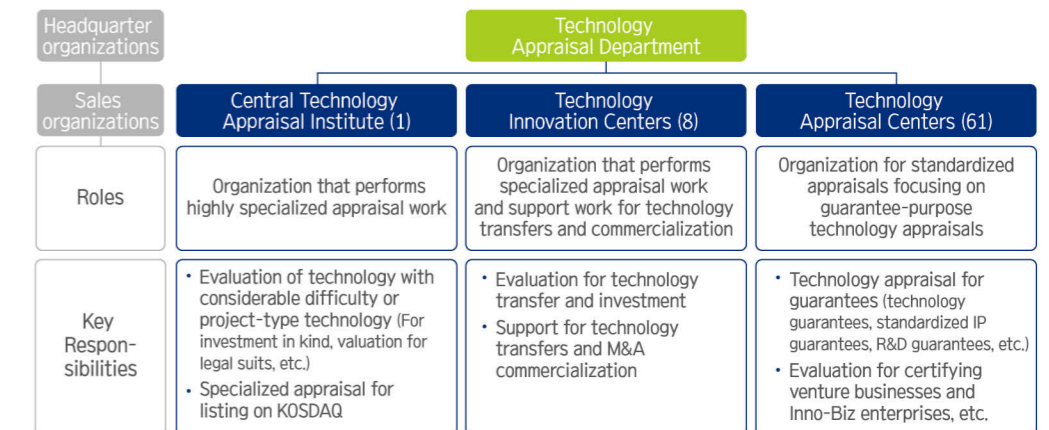 Headquarter
organizations
Technology
Appraisal Department
Sales
organizations
Central Technology
Appraisal Institute (1)
Technology
Innovation Centers (8)
Technology
Appraisal Centers (61)
Roles
Organization that performs
highly specialized appraisal work
Organization that performs
specialized appraisal work
and support work for technology
transfers and commercialization
Organization for standardized
appraisals focusing on
guarantee-purpose
technology appraisals
Key
Respon-
sibilities
• Evaluation of technology with
considerable difficulty or
project-type technology (For
investment in kind, valuation for
legal suits, etc.)
• Specialized appraisal for
listing on KOSDAQ
• Evaluation for technology
transfer and investment
• Support for technology
transfers and M&A
commercialization
• Technology appraisal for
guarantees (technology
guarantees, standardized IP
guarantees, R&D guarantees, etc.)
• Evaluation for certifying
venture businesses and
Inno-Biz enterprises, etc.